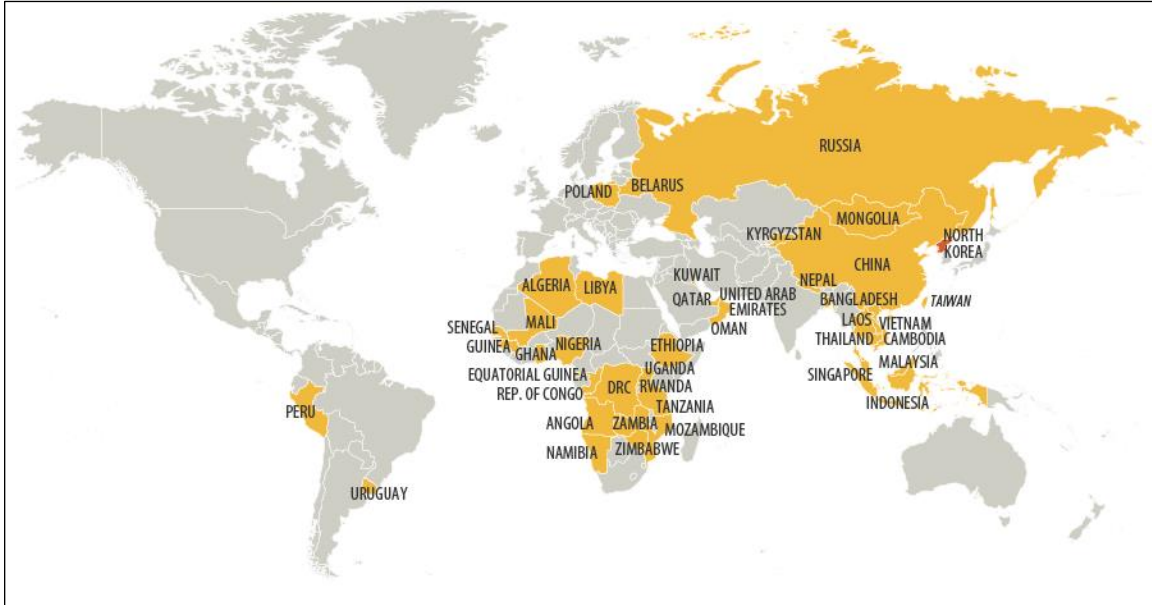 RUSSIA
POLAND
BELARUS
MONGOLIA
KYRGYZSTAN
NORTH
KOREA
CHINA
KUWAIT
NEPAL
ALGERIA
LIBYA
QATAR
UNITED ARAB
EMIRATES
BANGLADESH
TAIWAN
OMAN
LAOS
VIETNAM
SENEGAL
MALI
GUINEA
GHANA
NIGERIA
ETHIOPIA
THAILAND
CAMBODIA
EQUATORIAL GUINEA
UGANDA
MALAYSIA
REP. OF CONGO
DRC
RWANDA
SINGAPORE
PERU
TANZANIA
INDONESIA
ANGOLA
ZAMBIA
MOZAMBIQUE
NAMIBIA
ZIMBABWE
URUGUAY